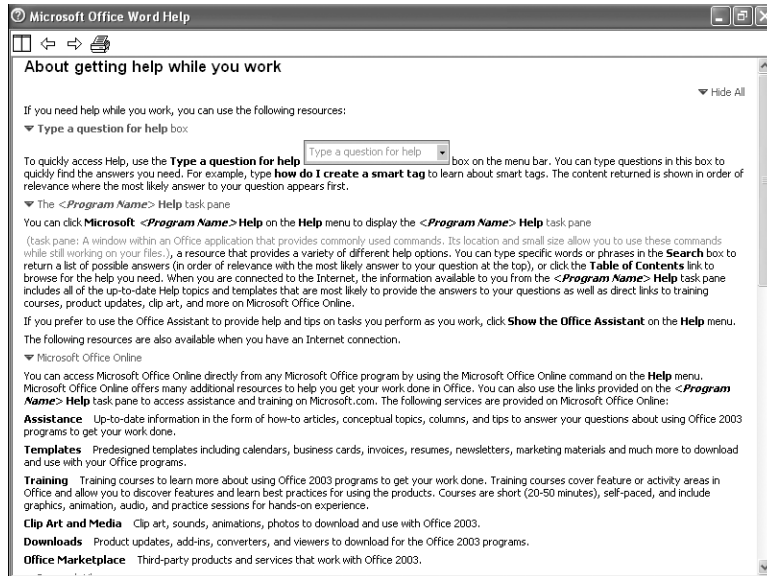 Microsoft Office Word Help
About getting help while you work
Hide All
If you need help while you work, you can use the following resources:
Type a question for help box
To quickly access Help, use the Type a question for help Type a question for help box on the menu bar. You can type questions in this box to
quickly find the answers you need. For example, type how do I create a smart tag to learn about smart tags. The content returned is shown in order of
relevance where the most likely answer to your question appears first.
The <Program Name> Help task pane
You can click Microsoft <Program Name> Help on the Help menu to display the <Program Name> Help task pane
(task pane: A window within an Office application that provides commonly used commands. Its location and small size allow you to use these commands
while still working on your files.), a resource that provides a variety of different help options. You can type specific words or phrases in the Search box to
return a list of possible answers (in order of relevance with the most likely answer to your question at the top), or click the Table of Contents link to
browse for the help you need. When you are connected to the Internet, the information available to you from the <Program Name> Help task pane
includes all of the up-to-date Help topics and templates that are most likely to provide the answers to your questions as well as direct links to training
courses, product updates, clip art, and more on Microsoft Office Online.
If you prefer to use the Office Assistant to provide help and tips on tasks you perform as you work, click Show the Office Assistant on the Help menu.
The following resources are also available when you have an Internet connection.
Microsoft Office Online
You can access Microsoft Office Online directly from any Microsoft Office program by using the Microsoft Office Online command on the Help menu.
Microsoft Office Online offers many additional resources to help you get your work done in Office. You can also use the links provided on the <Program
Name> Help task pane to access assistance and training on Microsoft.com. The following services are provided on Microsoft Office Online:
Assistance Up-to-date information in the form of how-to articles, conceptual topics, columns, and tips to answer your questions about using Office 2003
programs to get your work done.
Templates Predesigned templates including calendars, business cards, invoices, resumes, newsletters, marketing materials and much more to download
and use with your Office programs.
Training Training courses to learn more about using Office 2003 programs to get your work done. Training courses cover feature or activity areas in
Office and allow you to discover features and learn best practices for using the products. Courses are short (20-50 minutes), self-paced, and include
graphics, animation, audio, and practice sessions for hands-on experience.
Clip Art and Media Clip art, sounds, animations, photos to download and use with Office 2003.
Downloads Product updates, add-ins, converters, and viewers to download for the Office 2003 programs.
Office Marketplace Third-party products and services that work with Office 2003.